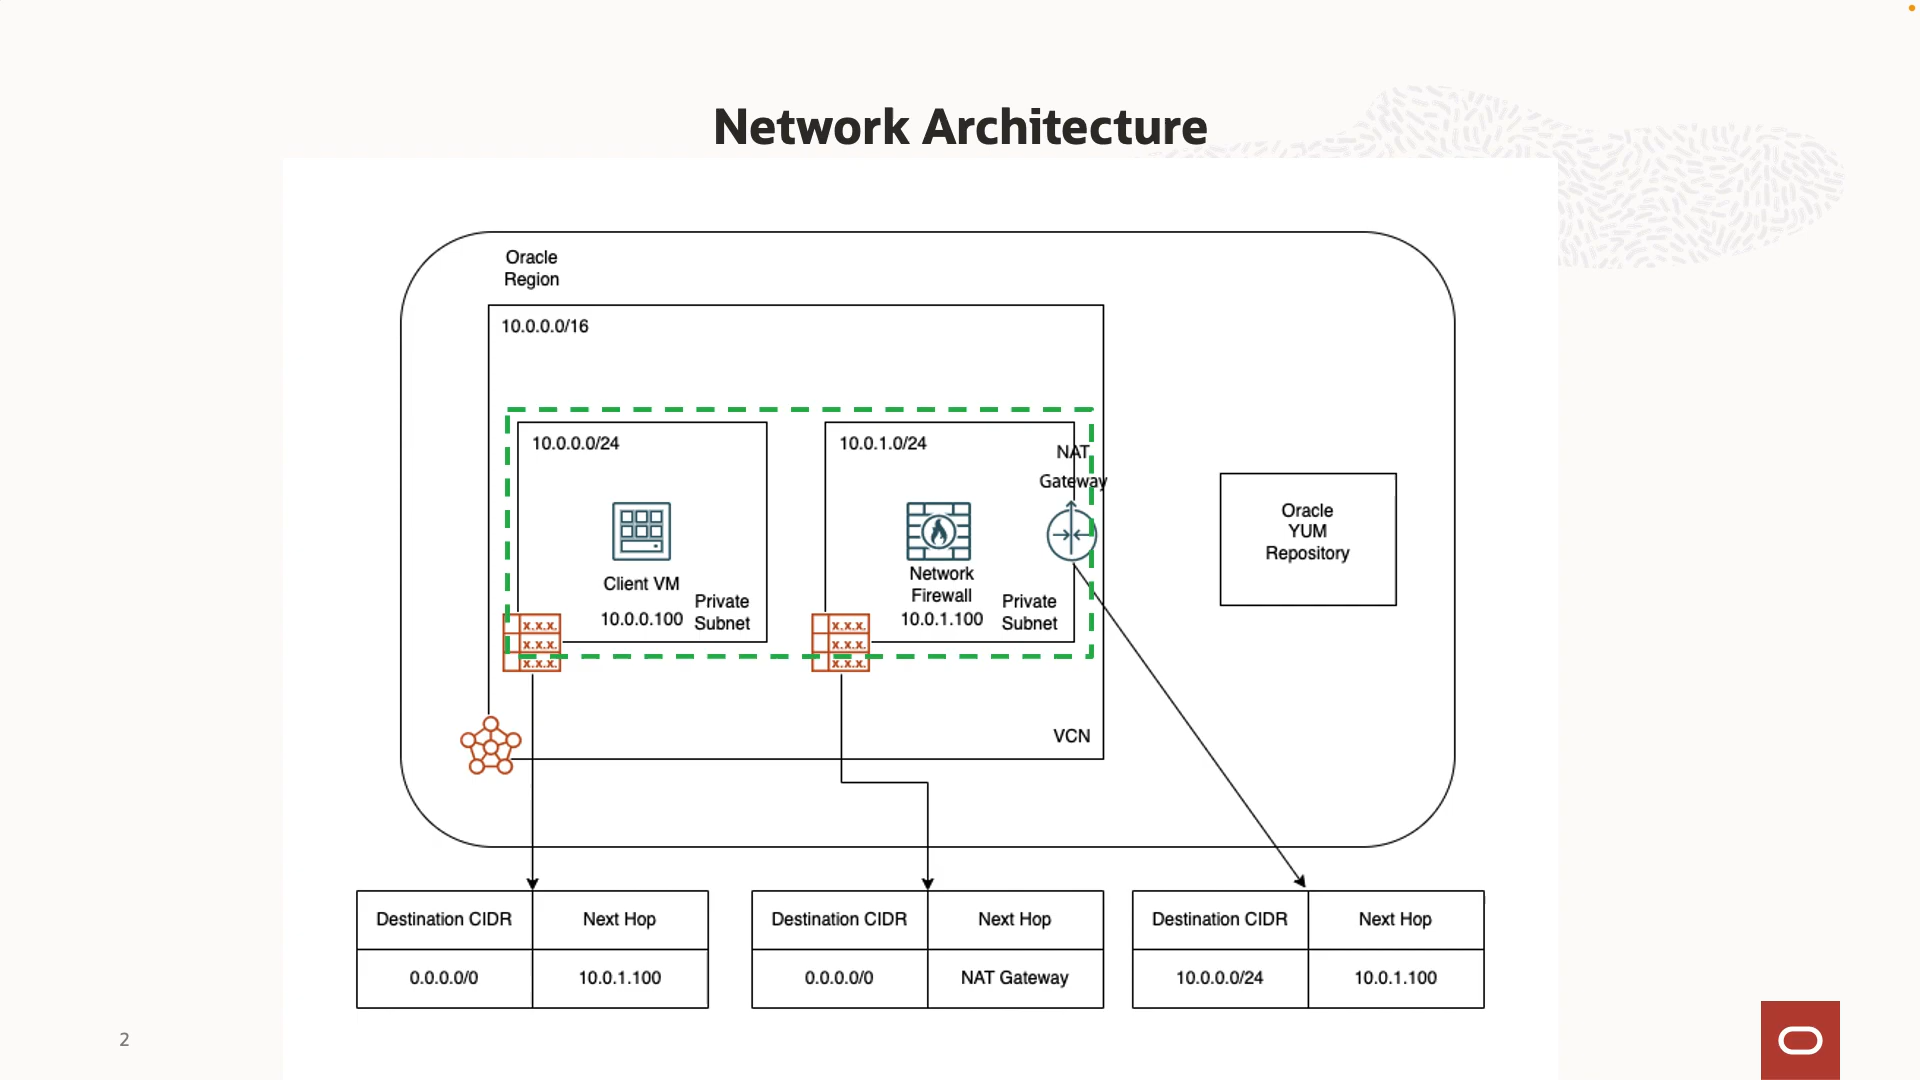 Network Architecture
Oracle
Region
10.0.0.0/16
10.0.0.0/24
Client VM
10.0.0.100
Private
Subnet
x.x.x.
x.x.x.
x.x.x.
10.0.1.0/24
Network
Firewall
10.0.1.100
Private
Subnet
x.x.x.
x.x.x.
x.x.x.
NAT
Gateway
VCN
Oracle
YUM
Repository
Destination CIDR Next Hop
0.0.0.0/0 10.0.1.100
Destination CIDR Next Hop
0.0.0.0/0 NAT Gateway
Destination CIDR Next Hop
10.0.0.0/24 10.0.1.100
2